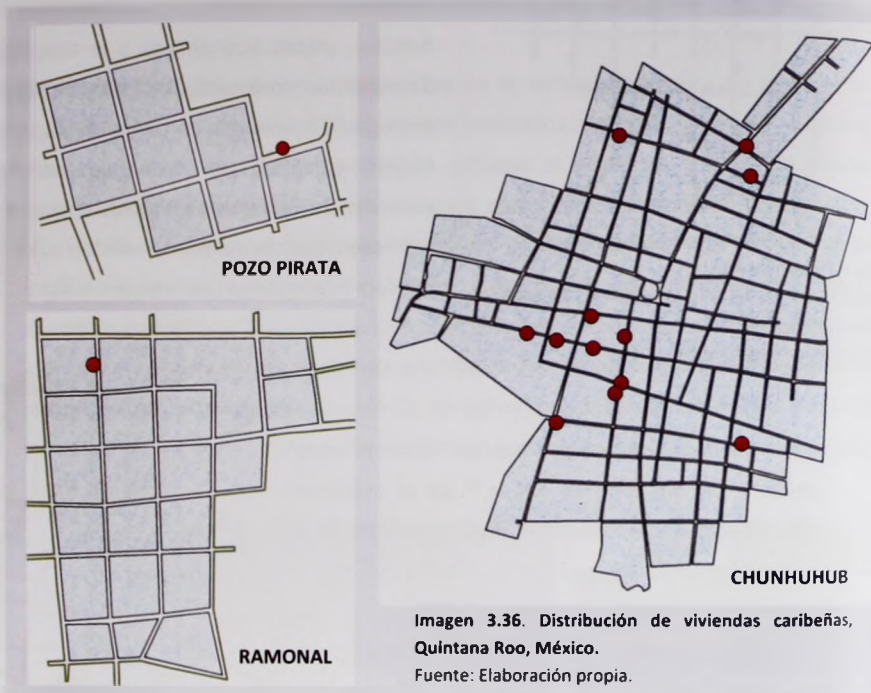 POZO PIRATA
RAMONAL
CHUNHUHUB
Imagen 3.36. Distribución de viviendas caribeñas,
Quintana Roo, México.
Fuente: Elaboración propia.